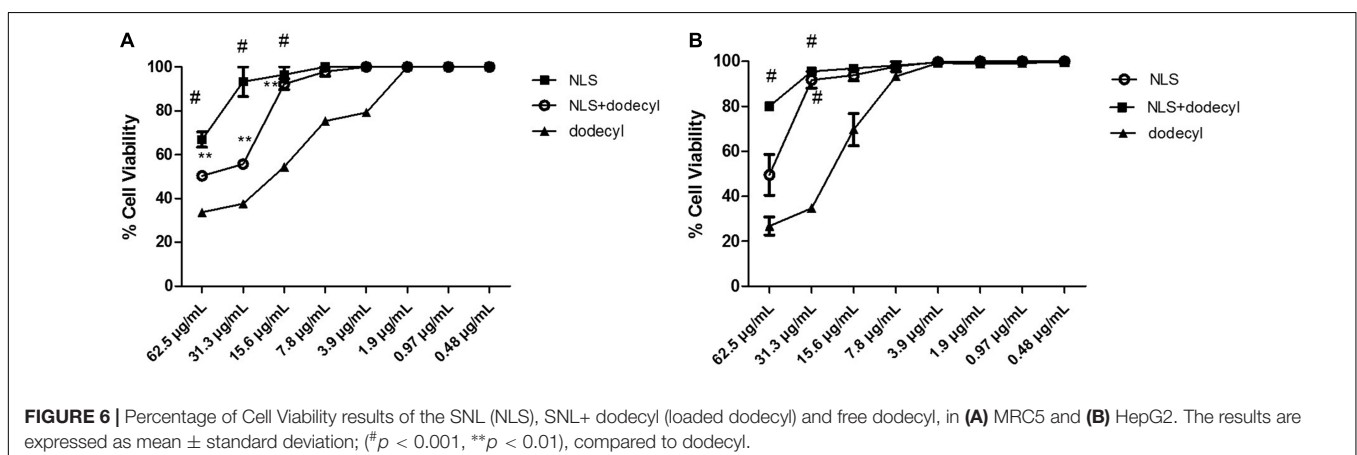 A
% Cell Viability
100
80
60
40
20
0
#
#
#
**
**
**
62.5 µg/mL
31.3 µg/mL
15.6 µg/mL
7.8 µg/mL
3.9 µg/mL
1.9 µg/mL
0.97 µg/mL
0.48 µg/mL
NLS
NLS+dodecyl
dodecyl
B
% Cell Viability
100
80
60
40
20
0
#
#
#
62.5 µg/mL
31.3 µg/mL
15.6 µg/mL
7.8 µg/mL
3.9 µg/mL
1.9 µg/mL
0.97 µg/mL
0.48 µg/mL
NLS
NLS+dodecyl
dodecyl
FIGURE 6 | Percentage of Cell Viability results of the SNL (NLS), SNL+ dodecyl (loaded dodecyl) and free dodecyl, in (A) MRC5 and (B) HepG2. The results are
expressed as mean ± standard deviation; (#p < 0.001, **p < 0.01), compared to dodecyl.